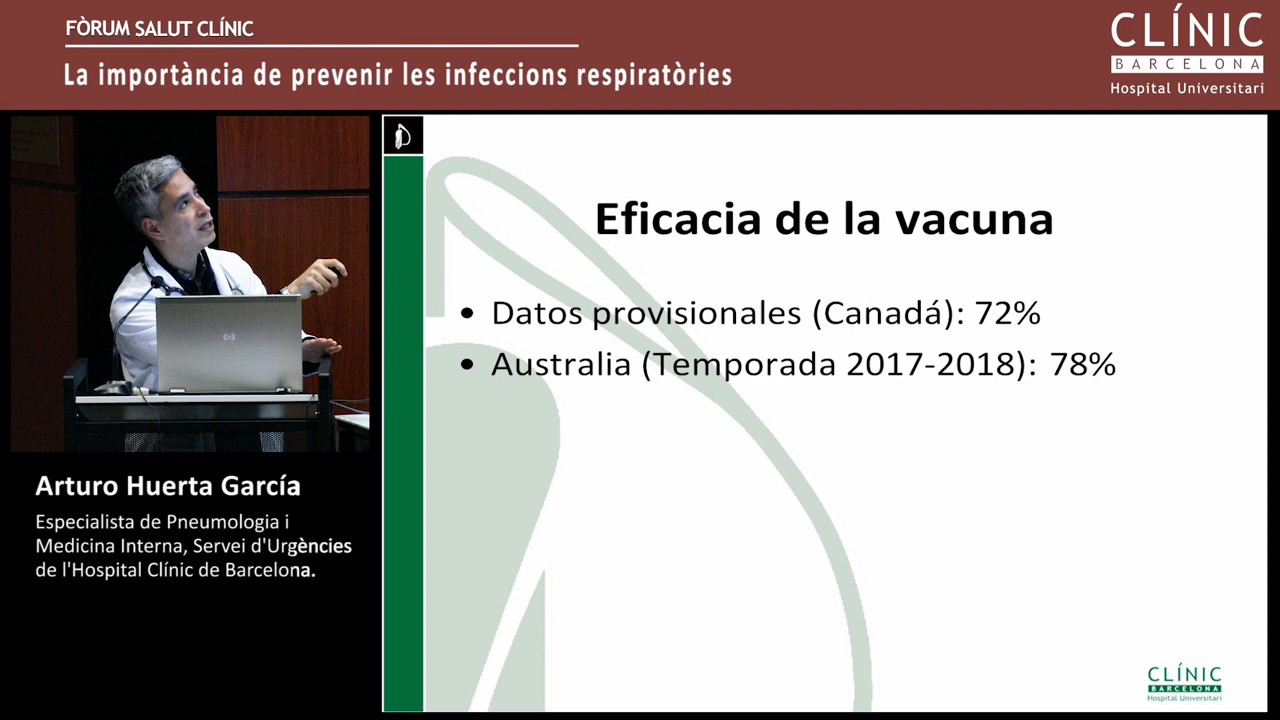 FÒRUM SALUT CLÍNIC
La importància de prevenir les infeccions respiratòries
CLÍNIC
BARCELONA
Hospital Universitari
Eficacia de la vacuna
• Datos provisionales (Canadá): 72%
• Australia (Temporada 2017-2018): 78%
hp
Arturo Huerta García
Especialista de Pneumologia i
Medicina Interna, Servei d'Urgències
de l'Hospital Clínic de Barcelona.
CLÍNIC
BARCELONA
Hospital Universitari